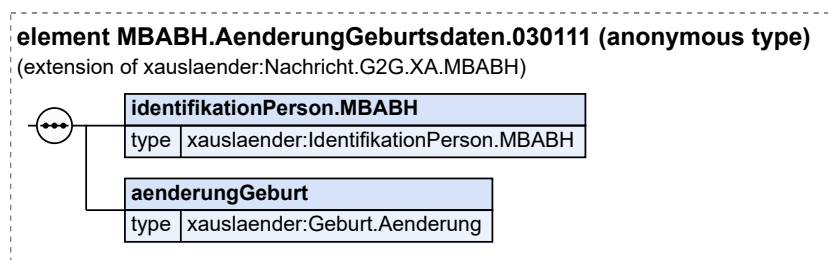 element MBABH.AenderungGeburtsdaten.030111 (anonymous type)
(extension of xauslaender:Nachricht.G2G.XA.MBABH)
identifikationPerson.MBABH
type xauslaender:IdentifikationPerson.MBABH
aenderungGeburt
type xauslaender:Geburt.Aenderung